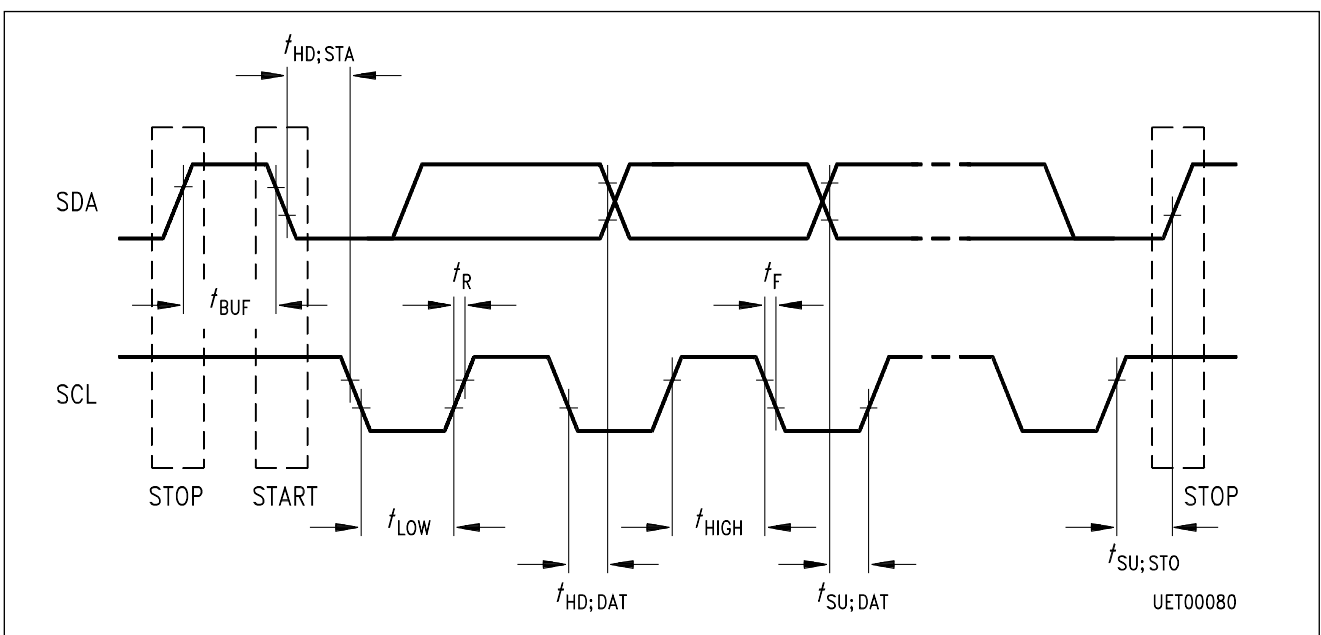 tHD;STA
SDA
tBUF
tR
tF
SCL
STOP
START
STOP
tLOW
tHIGH
tHD;DAT
tSU;DAT
tSU;STO
UET00080